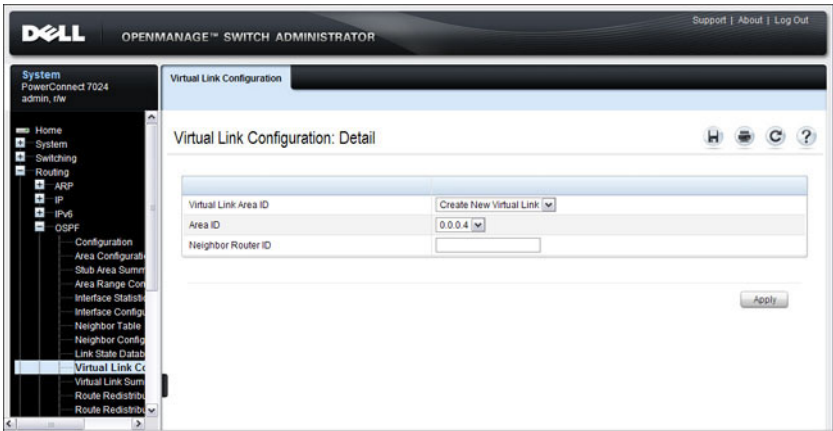 Support | About | Log Out
DELL OPENMANAGE™ SWITCH ADMINISTRATOR
System
PowerConnect 7024
admin, r/w
Virtual Link Configuration
Home
System
Switching
Routing
ARP
IP
IPv6
OSPF
Configuration
Area Configurati
Stub Area Summ
Area Range Con
Interface Statistic
Interface Configu
Neighbor Table
Neighbor Config
Link State Datab
Virtual Link Co
Virtual Link Sum
Route Redistribu
Route Redistribu
Virtual Link Configuration: Detail
Virtual Link Area ID Create New Virtual Link
Area ID 0.0.0.4
Neighbor Router ID
Apply